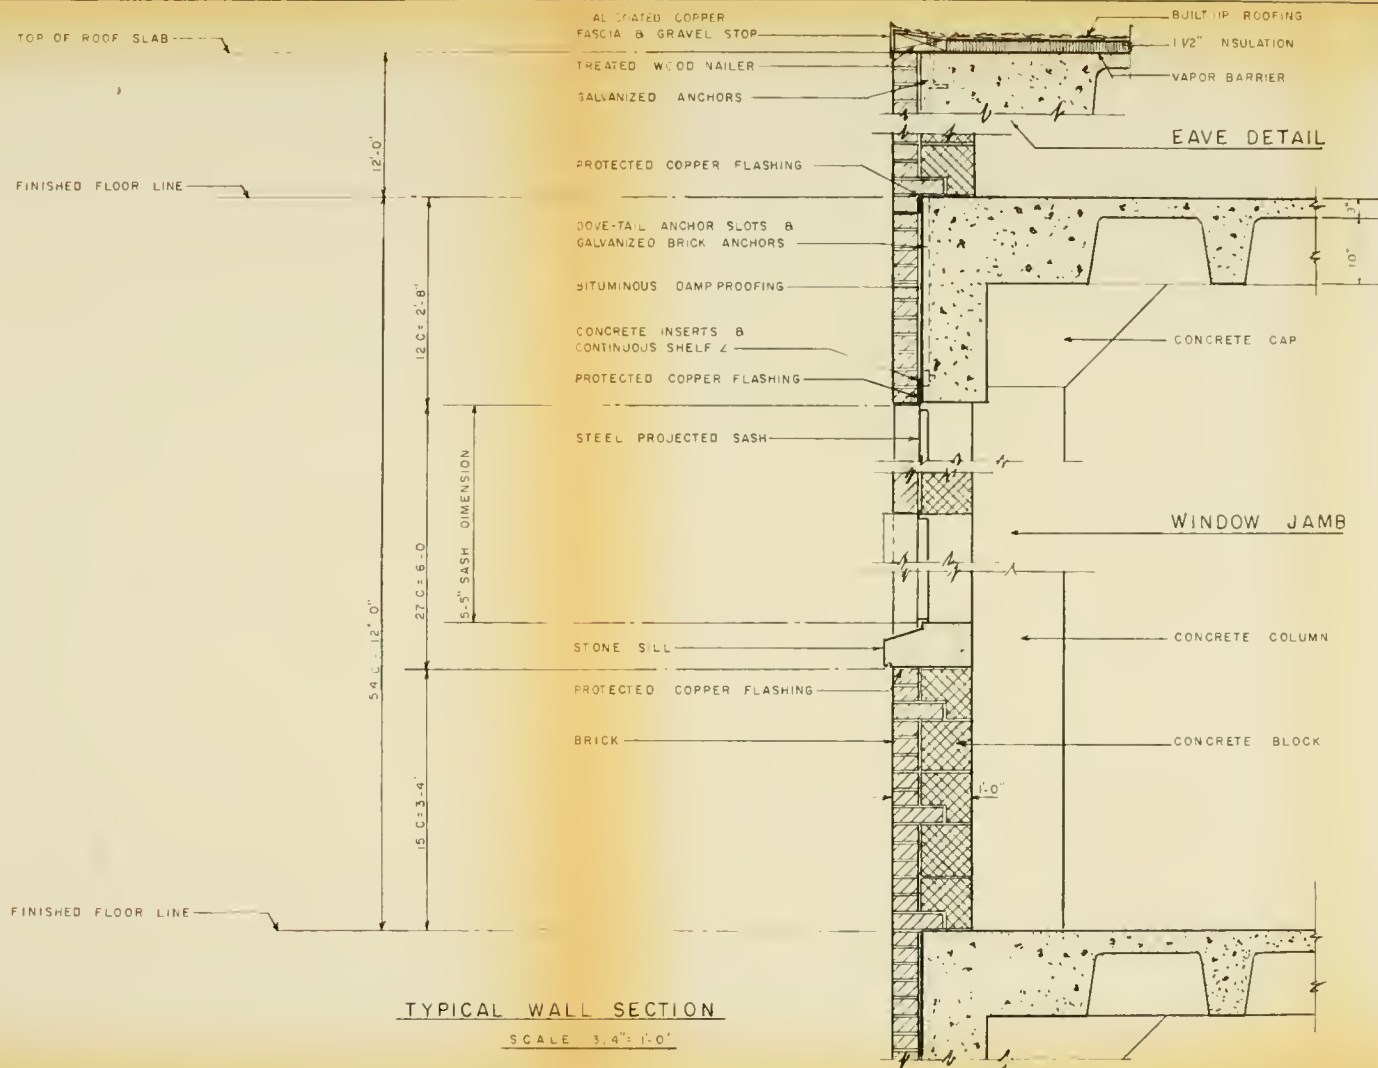 TOP OF ROOF SLAB
COATED COPPER
FASCIA & GRAVEL STOP
TREATED WOOD NAILER
GALVANIZED ANCHORS
BUILT UP ROOFING
1 1/2" NSULATION
VAPOR BARRIER
EAVE DETAIL
12'-0"
PROTECTED COPPER FLASHING
FINISHED FLOOR LINE
DOVE-TAIL ANCHOR SLOTS &
GALVANIZED BRICK ANCHORS
3"
10"
BITUMINOUS DAMPPROOFING
12 C = 2'-8"
CONCRETE INSERTS &
CONTINUOUS SHELF ∠
CONCRETE CAP
PROTECTED COPPER FLASHING
STEEL PROJECTED SASH
5-5" SASH DIMENSION
WINDOW JAMB
27 C = 6-0
54 C = 12' 0"
STONE SILL
CONCRETE COLUMN
PROTECTED COPPER FLASHING
BRICK
CONCRETE BLOCK
1'-0"
15 C = 3-4'
FINISHED FLOOR LINE
TYPICAL WALL SECTION
SCALE 3/4" = 1'-0"